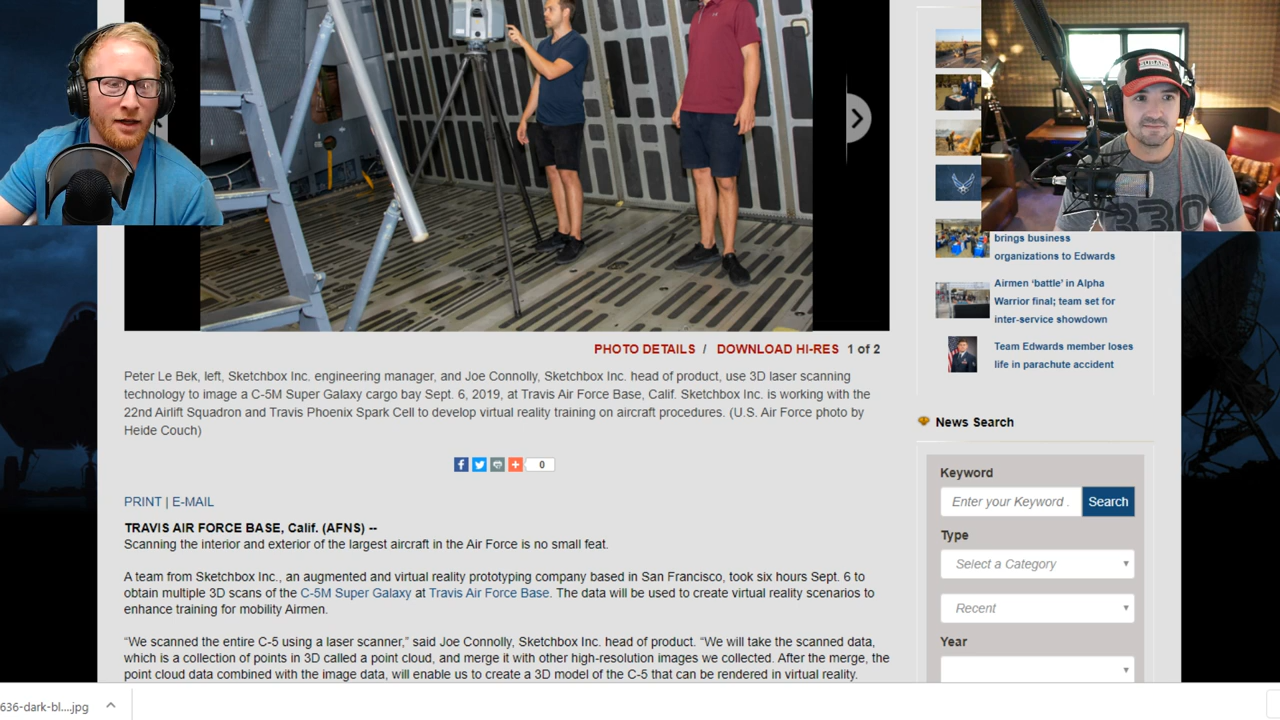 SUBARU
330
brings business
organizations to Edwards
Airmen ‘battle’ in Alpha
Warrior final; team set for
inter-service showdown
Team Edwards member loses
life in parachute accident
PHOTO DETAILS / DOWNLOAD HI-RES 1 of 2
Peter Le Bek, left, Sketchbox Inc. engineering manager, and Joe Connolly, Sketchbox Inc. head of product, use 3D laser scanning
technology to image a C-5M Super Galaxy cargo bay Sept. 6, 2019, at Travis Air Force Base, Calif. Sketchbox Inc. is working with the
22nd Airlift Squadron and Travis Phoenix Spark Cell to develop virtual reality training on aircraft procedures. (U.S. Air Force photo by
Heide Couch)
0
PRINT | E-MAIL
TRAVIS AIR FORCE BASE, Calif. (AFNS) --
Scanning the interior and exterior of the largest aircraft in the Air Force is no small feat.
A team from Sketchbox Inc., an augmented and virtual reality prototyping company based in San Francisco, took six hours Sept. 6 to
obtain multiple 3D scans of the C-5M Super Galaxy at Travis Air Force Base. The data will be used to create virtual reality scenarios to
enhance training for mobility Airmen.
“We scanned the entire C-5 using a laser scanner,” said Joe Connolly, Sketchbox Inc. head of product. “We will take the scanned data,
which is a collection of points in 3D called a point cloud, and merge it with other high-resolution images we collected. After the merge, the
point cloud data combined with the image data, will enable us to create a 3D model of the C-5 that can be rendered in virtual reality.
News Search
Keyword
Enter your Keyword .
Search
Type
Select a Category
Recent
Year
636-dark-bl....jpg